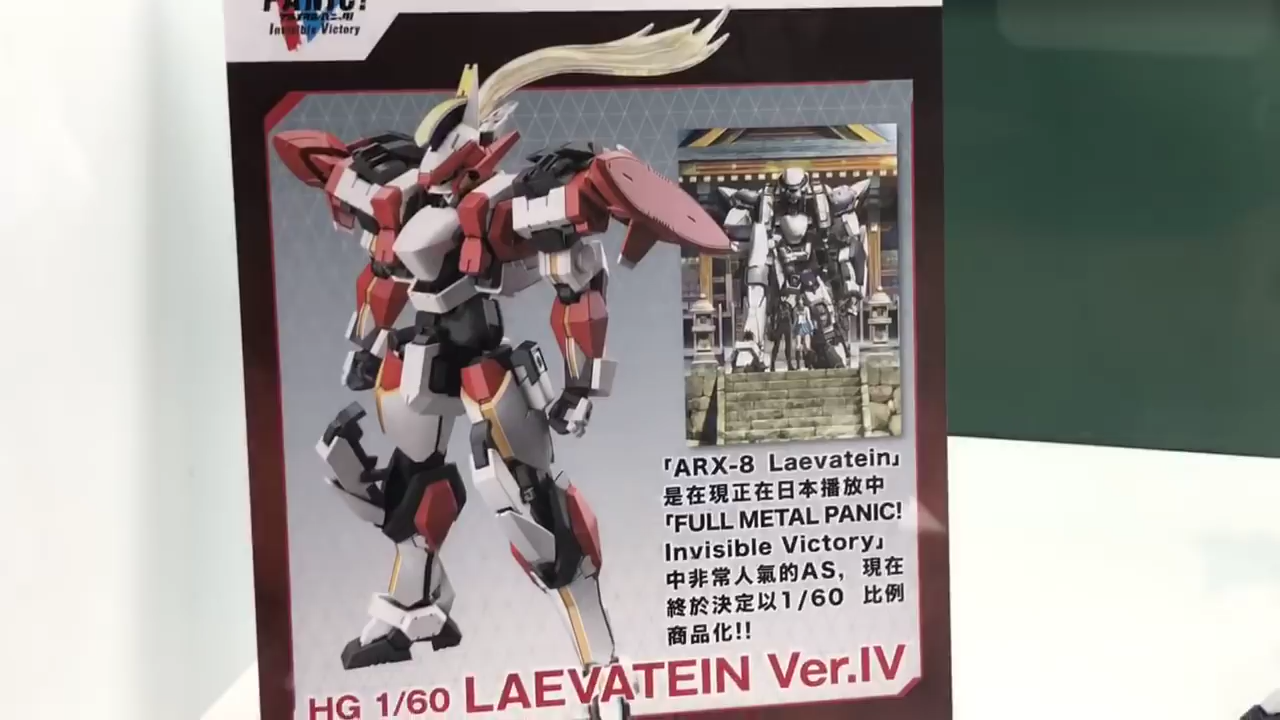 PANIC!
Invisible Victory
「ARX-8 Laevatein」
是在現正在日本播放中
「FULL METAL PANIC!
Invisible Victory」
中非常人氣的AS，現在
終於決定以1/60 比例
商品化!!
HG 1/60 LAEVATEIN Ver.IV